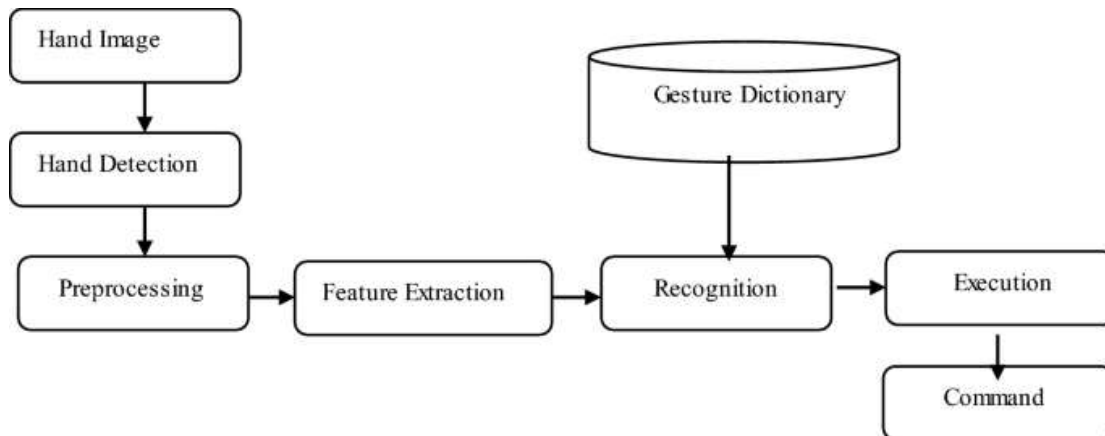 Hand Image
Gesture Dictionary
Hand Detection
Preprocessing
Feature Extraction
Recognition
Execution
Command